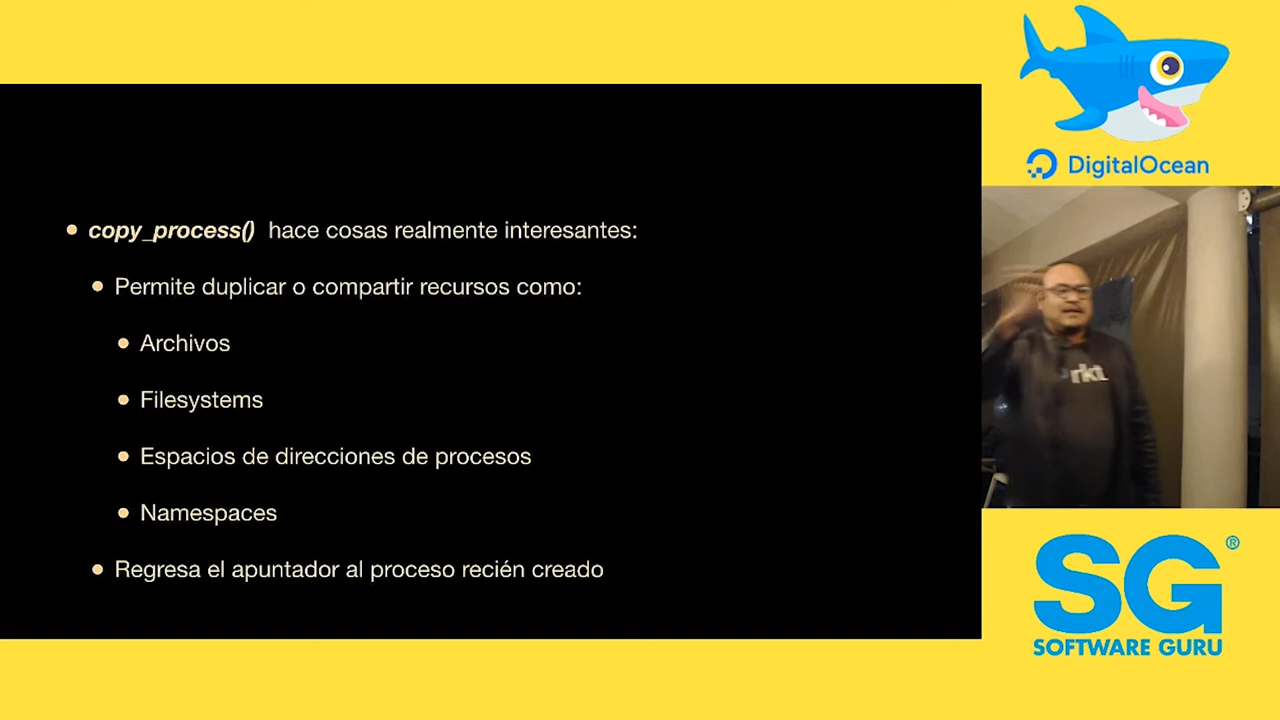 copy_process() hace cosas realmente interesantes:
Permite duplicar o compartir recursos como:
Archivos
Filesystems
Espacios de direcciones de procesos
Namespaces
Regresa el apuntador al proceso recién creado
DigitalOcean
rkt
SG®
SOFTWARE GURU